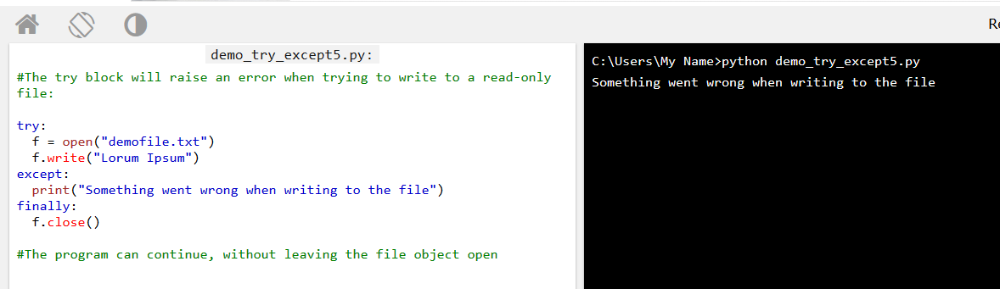 Re
demo_try_except5.py:
#The try block will raise an error when trying to write to a read-only
file:
try:
  f = open("demofile.txt")
  f.write("Lorum Ipsum")
except:
  print("Something went wrong when writing to the file")
finally:
  f.close()
#The program can continue, without leaving the file object open
C:\Users\My Name>python demo_try_except5.py
Something went wrong when writing to the file